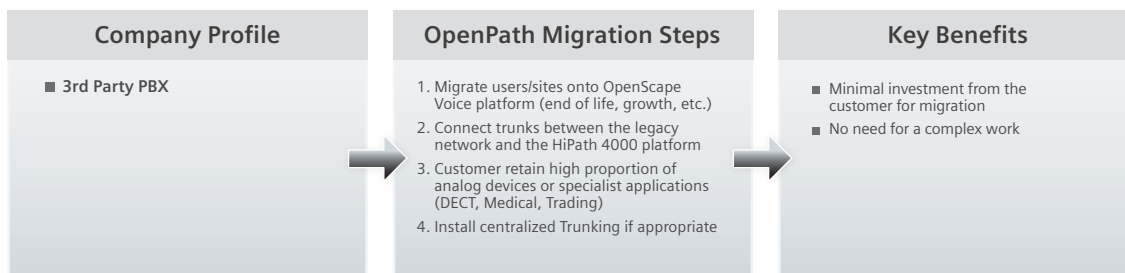 Company Profile
■ 3rd Party PBX
OpenPath Migration Steps
1. Migrate users/sites onto OpenScape
Voice platform (end of life, growth, etc.)
2. Connect trunks between the legacy
network and the HiPath 4000 platform
3. Customer retain high proportion of
analog devices or specialist applications
(DECT, Medical, Trading)
4. Install centralized Trunking if appropriate
Key Benefits
■ Minimal investment from the
customer for migration
■ No need for a complex work